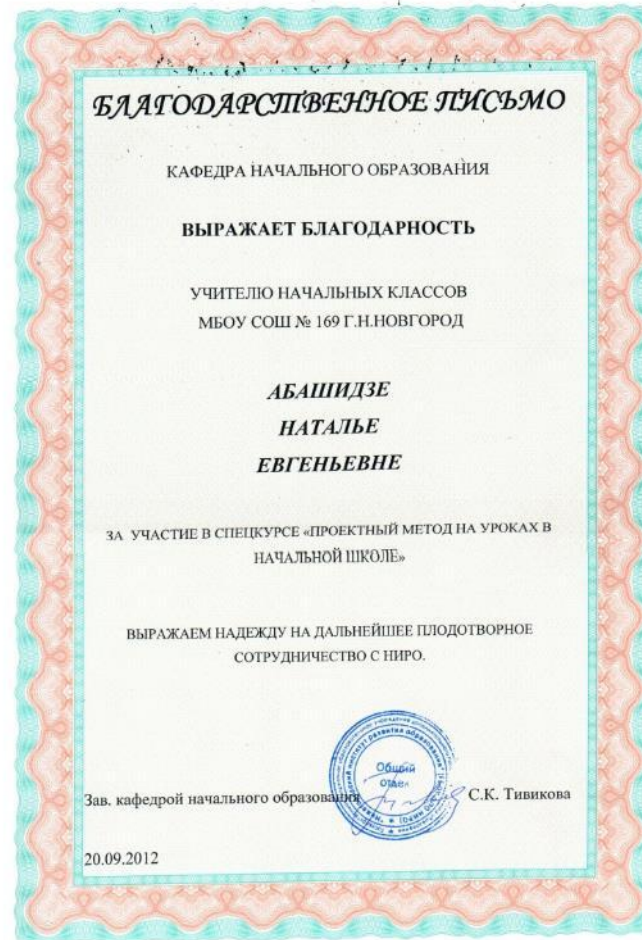 БЛАГОДАРСТВЕННОЕ ПИСЬМО
КАФЕДРА НАЧАЛЬНОГО ОБРАЗОВАНИЯ
ВЫРАЖАЕТ БЛАГОДАРНОСТЬ
УЧИТЕЛЮ НАЧАЛЬНЫХ КЛАССОВ
МБОУ СОШ № 169 Г.Н.НОВГОРОД
АБАШИДЗЕ
НАТАЛЬЕ
ЕВГЕНЬЕВНЕ
ЗА УЧАСТИЕ В СПЕЦКУРСЕ «ПРОЕКТНЫЙ МЕТОД НА УРОКАХ В
НАЧАЛЬНОЙ ШКОЛЕ»
ВЫРАЖАЕМ НАДЕЖДУ НА ДАЛЬНЕЙШЕЕ ПЛОДОТВОРНОЕ
СОТРУДНИЧЕСТВО С НИРО.
Общий
отдел
Зав. кафедрой начального образования С.К. Тивикова
20.09.2012